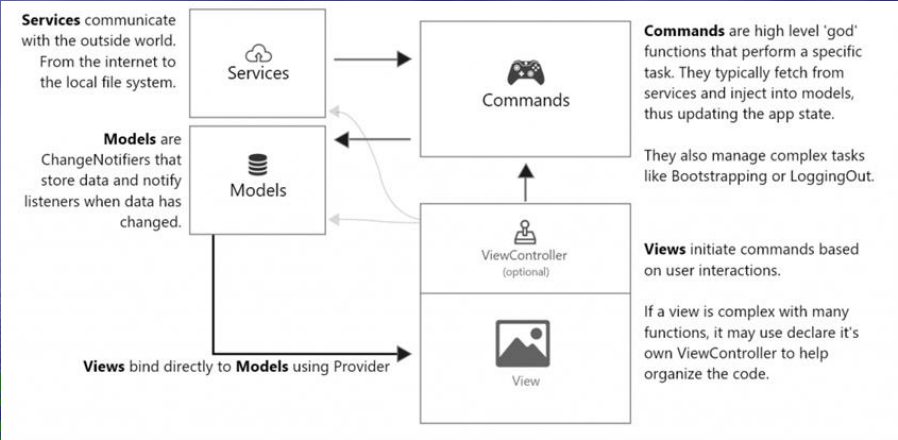 Services communicate
with the outside world.
From the internet to
the local file system.
Services
Commands
Commands are high level 'god'
functions that perform a specific
task. They typically fetch from
services and inject into models,
thus updating the app state.
They also manage complex tasks
like Bootstrapping or LoggingOut.
Models are
ChangeNotifiers that
store data and notify
listeners when data has
changed.
Models
ViewController
(optional)
Views initiate commands based
on user interactions.
If a view is complex with many
functions, it may use declare it's
own ViewController to help
organize the code.
View
Views bind directly to Models using Provider